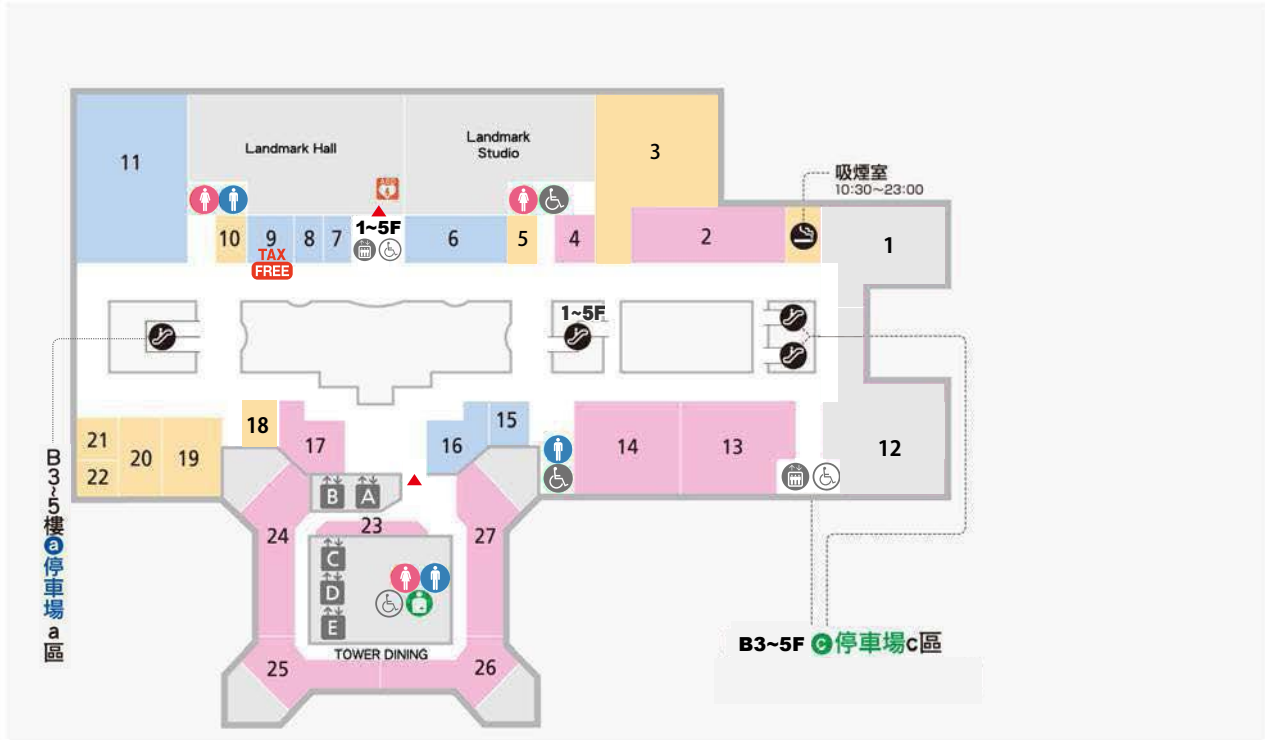 Landmark Hall
Landmark
Studio
3
11
吸煙室
10:30~23:00
AED
1~5F
10
9
8
7
6
5
4
2
1
TAX
FREE
1~5F
18
17
16
15
14
13
12
21
20
19
22
B3~5樓a停車場a區
B
A
23
24
27
C
D
E
TOWER DINING
25
26
B3~5F C停車場c區